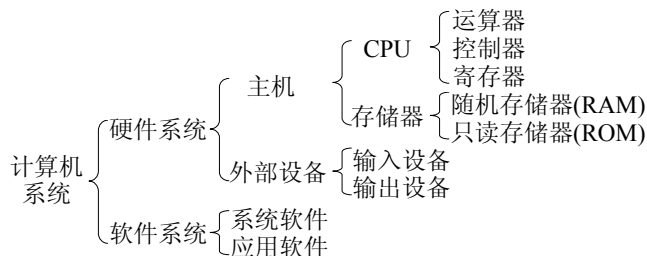 计算机
系统
硬件系统
主机
CPU
运算器
控制器
寄存器
存储器
随机存储器(RAM)
只读存储器(ROM)
外部设备
输入设备
输出设备
软件系统
系统软件
应用软件